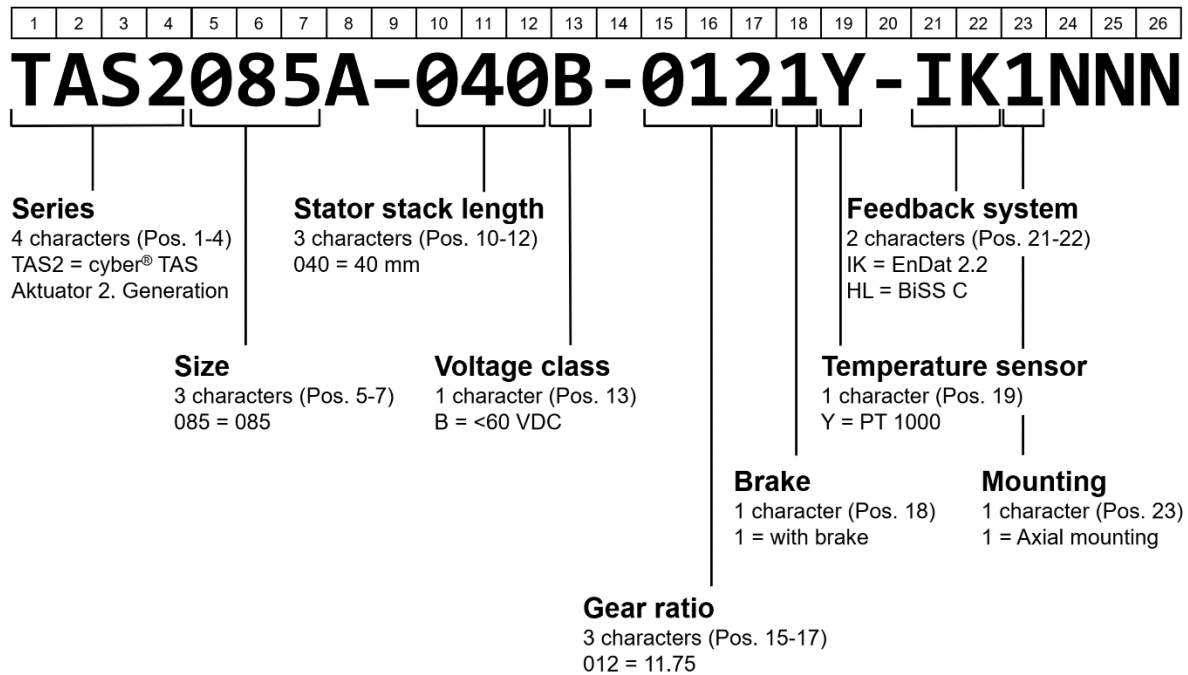 1 2 3 4 5 6 7 8 9 10 11 12 13 14 15 16 17 18 19 20 21 22 23 24 25 26
TAS2085A-040B-0121Y-IK1NNN
Series
4 characters (Pos. 1-4)
TAS2 = cyber® TAS
Aktuator 2. Generation
Stator stack length
3 characters (Pos. 10-12)
040 = 40 mm
Feedback system
2 characters (Pos. 21-22)
IK = EnDat 2.2
HL = BiSS C
Size
3 characters (Pos. 5-7)
085 = 085
Voltage class
1 character (Pos. 13)
B = <60 VDC
Temperature sensor
1 character (Pos. 19)
Y = PT 1000
Brake
1 character (Pos. 18)
1 = with brake
Mounting
1 character (Pos. 23)
1 = Axial mounting
Gear ratio
3 characters (Pos. 15-17)
012 = 11.75